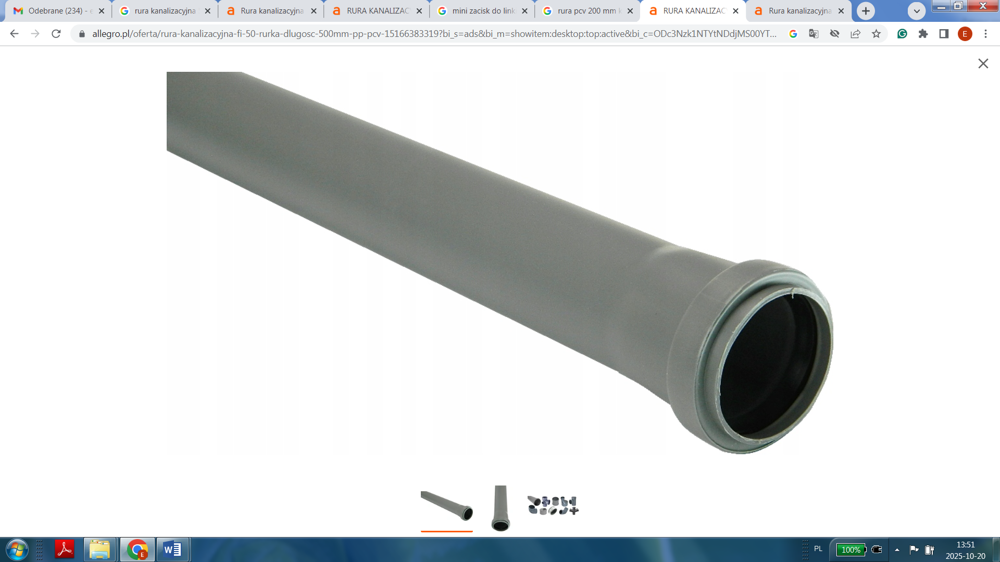 Odebrane (234) - e
rura kanalizacyjna
Rura kanalizacyjna
RURA KANALIZAC
mini zacisk do link
rura pcv 200 mm k
RURA KANALIZAC
Rura kanalizacyjna
allegro.pl/oferta/rura-kanalizacyjna-fi-50-rurka-dlugosc-500mm-pp-pcv-15166383319?bi_s=ads&bi_m=showitem:desktop:top:active&bi_c=ODc3Nzk1NTYtNDdjMS00YT...
E
PL
100%
13:51
2025-10-20